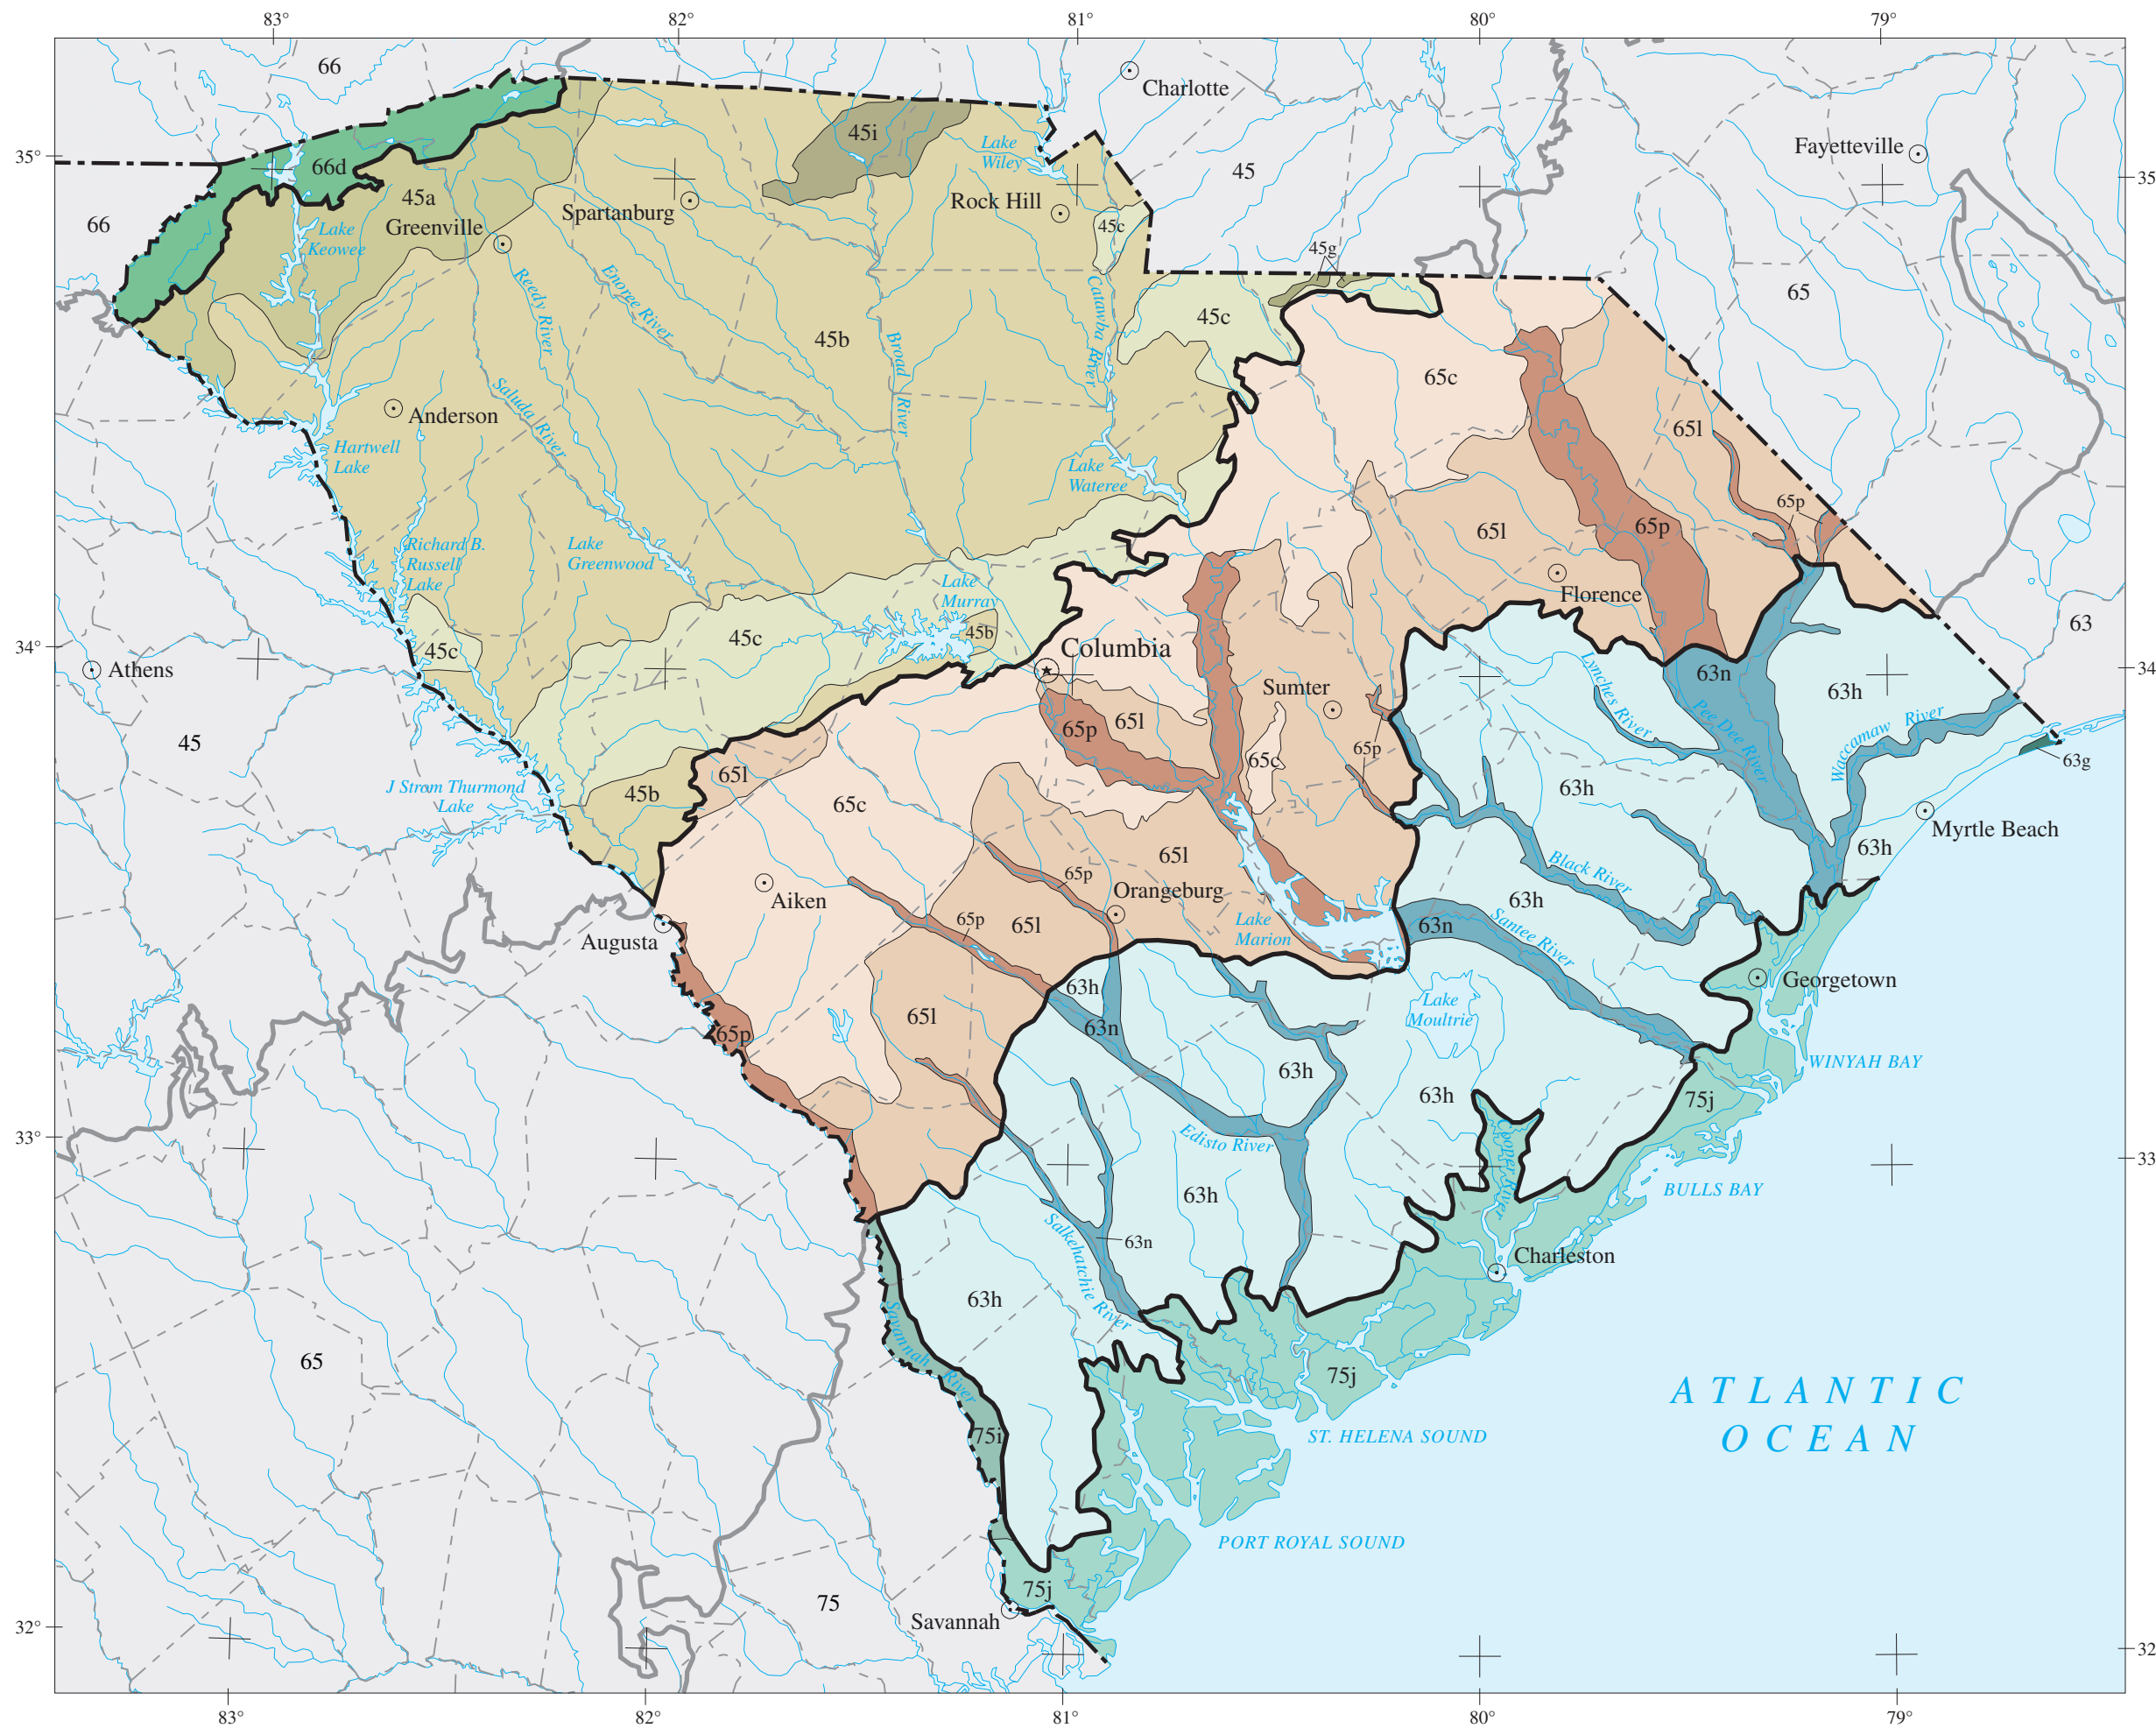 83°
82°
81°
80°
79°
66
Charlotte
45i
Lake
Wiley
Fayetteville
35°
35°
66d
45
45a
Rock Hill
Spartanburg
66
Greenville
45c
Lake
Keowee
45g
65
Reedy River
Enoree River
Catawba River
45c
45b
Broad River
65c
Saluda River
Anderson
65l
Hartwell
Lake
Lake
Wateree
65p
65l
65p
Richard B.
Russell
Lake
Lake
Greenwood
Lake
Murray
Florence
34°
45c
45c
45b
Columbia
63
34°
Athens
Sumter
63n
63h
Lynches River
Pee Dee River
Waccamaw River
65p
65l
65p
65c
63g
45
65l
J Strom Thurmond
Lake
45b
65c
63h
Myrtle Beach
63h
65l
65p
Black River
Orangeburg
Aiken
65p
65l
63h
Augusta
Lake
Marion
63n
Santee River
63h
Georgetown
Lake
Moultrie
65l
63n
65p
WINYAH BAY
63h
63h
75j
33°
Edisto River
Cooper River
33°
63h
BULLS BAY
Salkehatchie River
63n
Charleston
63h
Savannah River
65
75j
ATLANTIC
OCEAN
75i
ST. HELENA SOUND
PORT ROYAL SOUND
75j
75
Savannah
32°
32°
83°
82°
81°
80°
79°